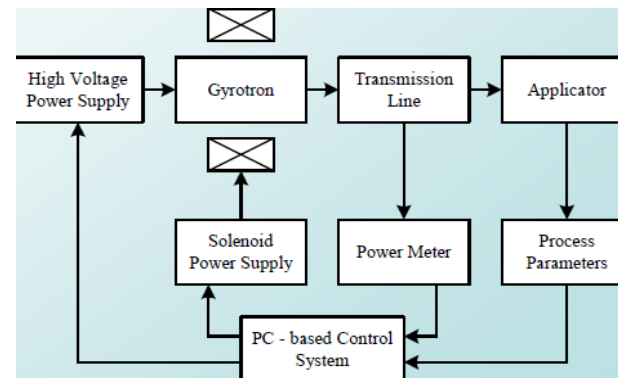 High Voltage
Power Supply
Gyrotron
Transmission
Line
Applicator
Solenoid
Power Supply
Power Meter
Process
Parameters
PC - based Control
System